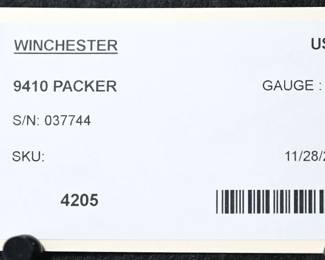 WINCHESTER US
9410 PACKER GAUGE :
S/N: 037744
SKU: 11/28/2
4205